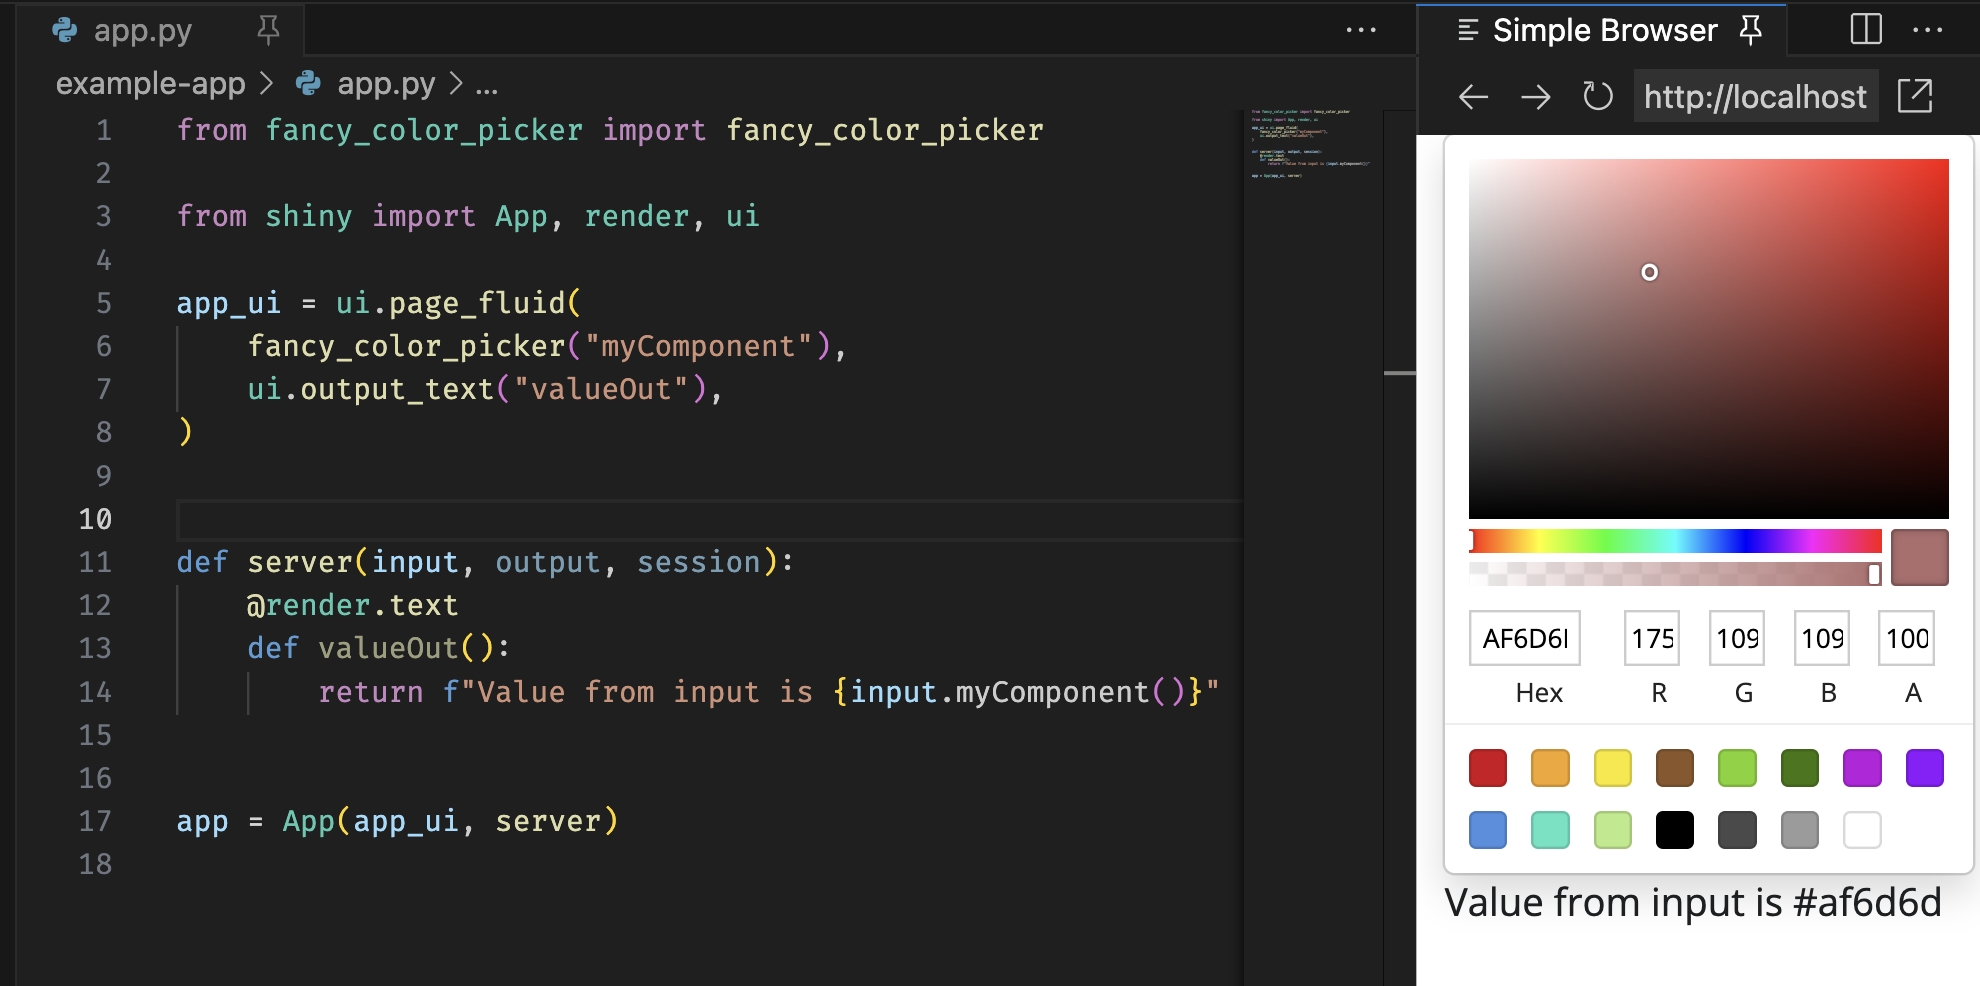 app.py
example-app > app.py > ...
1 from fancy_color_picker import fancy_color_picker
2
3 from shiny import App, render, ui
4
5 app_ui = ui.page_fluid(
6 fancy_color_picker("myComponent"),
7 ui.output_text("valueOut"),
8 )
9
10
11 def server(input, output, session):
12 @render.text
13 def valueOut():
14 return f"Value from input is {input.myComponent()}"
15
16
17 app = App(app_ui, server)
18
Simple Browser
http://localhost
AF6D6 175 109 109 100
Hex R G B A
Value from input is #af6d6d